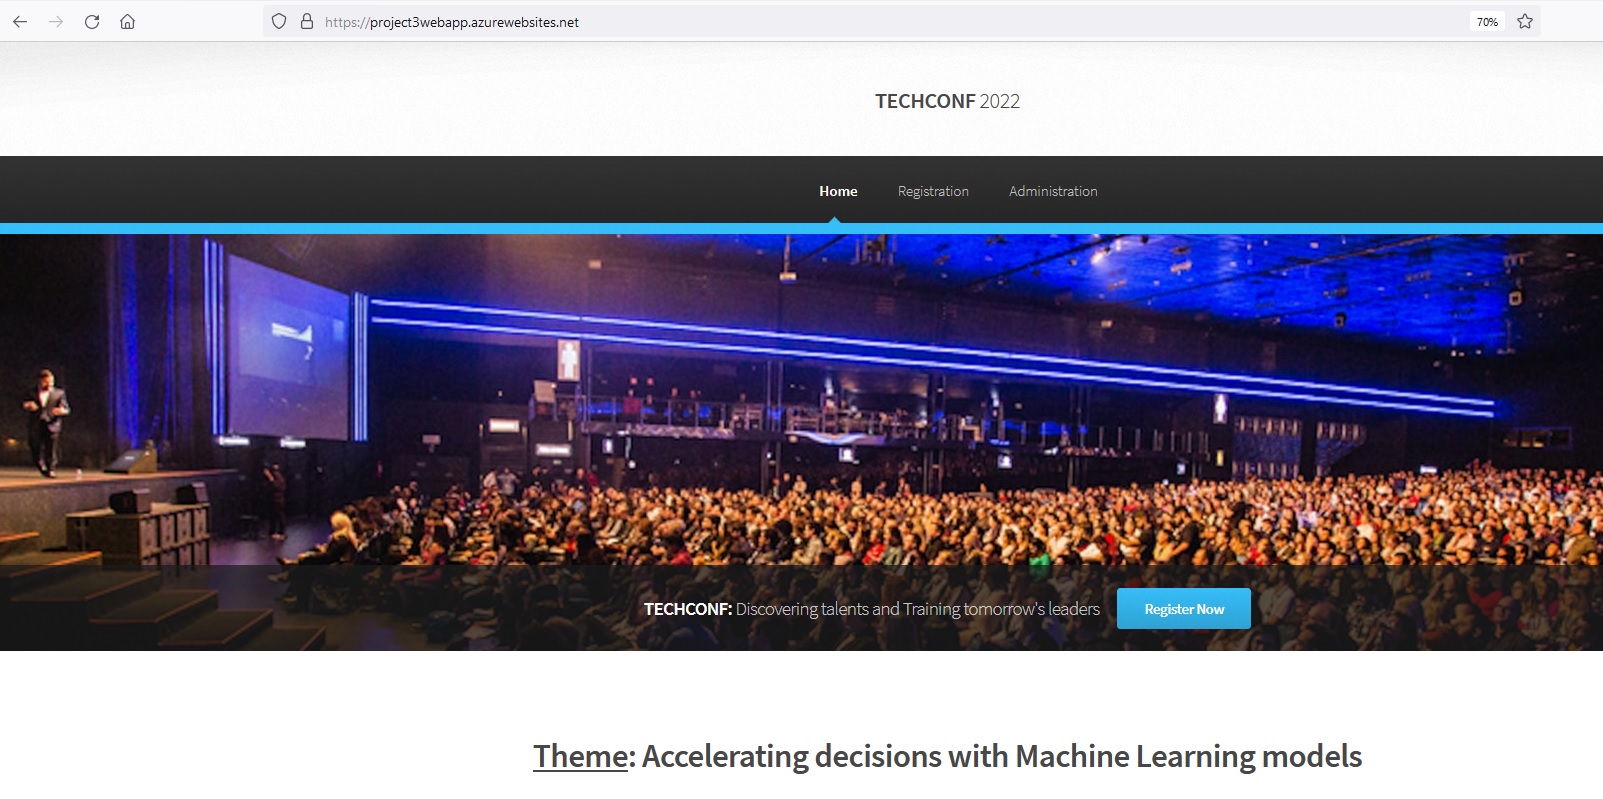 https://project3webapp.azurewebsites.net 70%
TECHCONF 2022
Home Registration Administration
TECHCONF: Discovering talents and Training tomorrow's leaders Register Now
Theme: Accelerating decisions with Machine Learning models